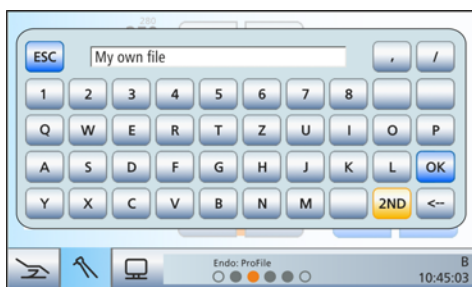 280
ESC My own file , /
1 2 3 4 5 6 7 8
Q W E R T Z U I O P
A S D F G H J K L OK
Y X C V B N M 2ND <--
Endo: ProFile B
10:45:03